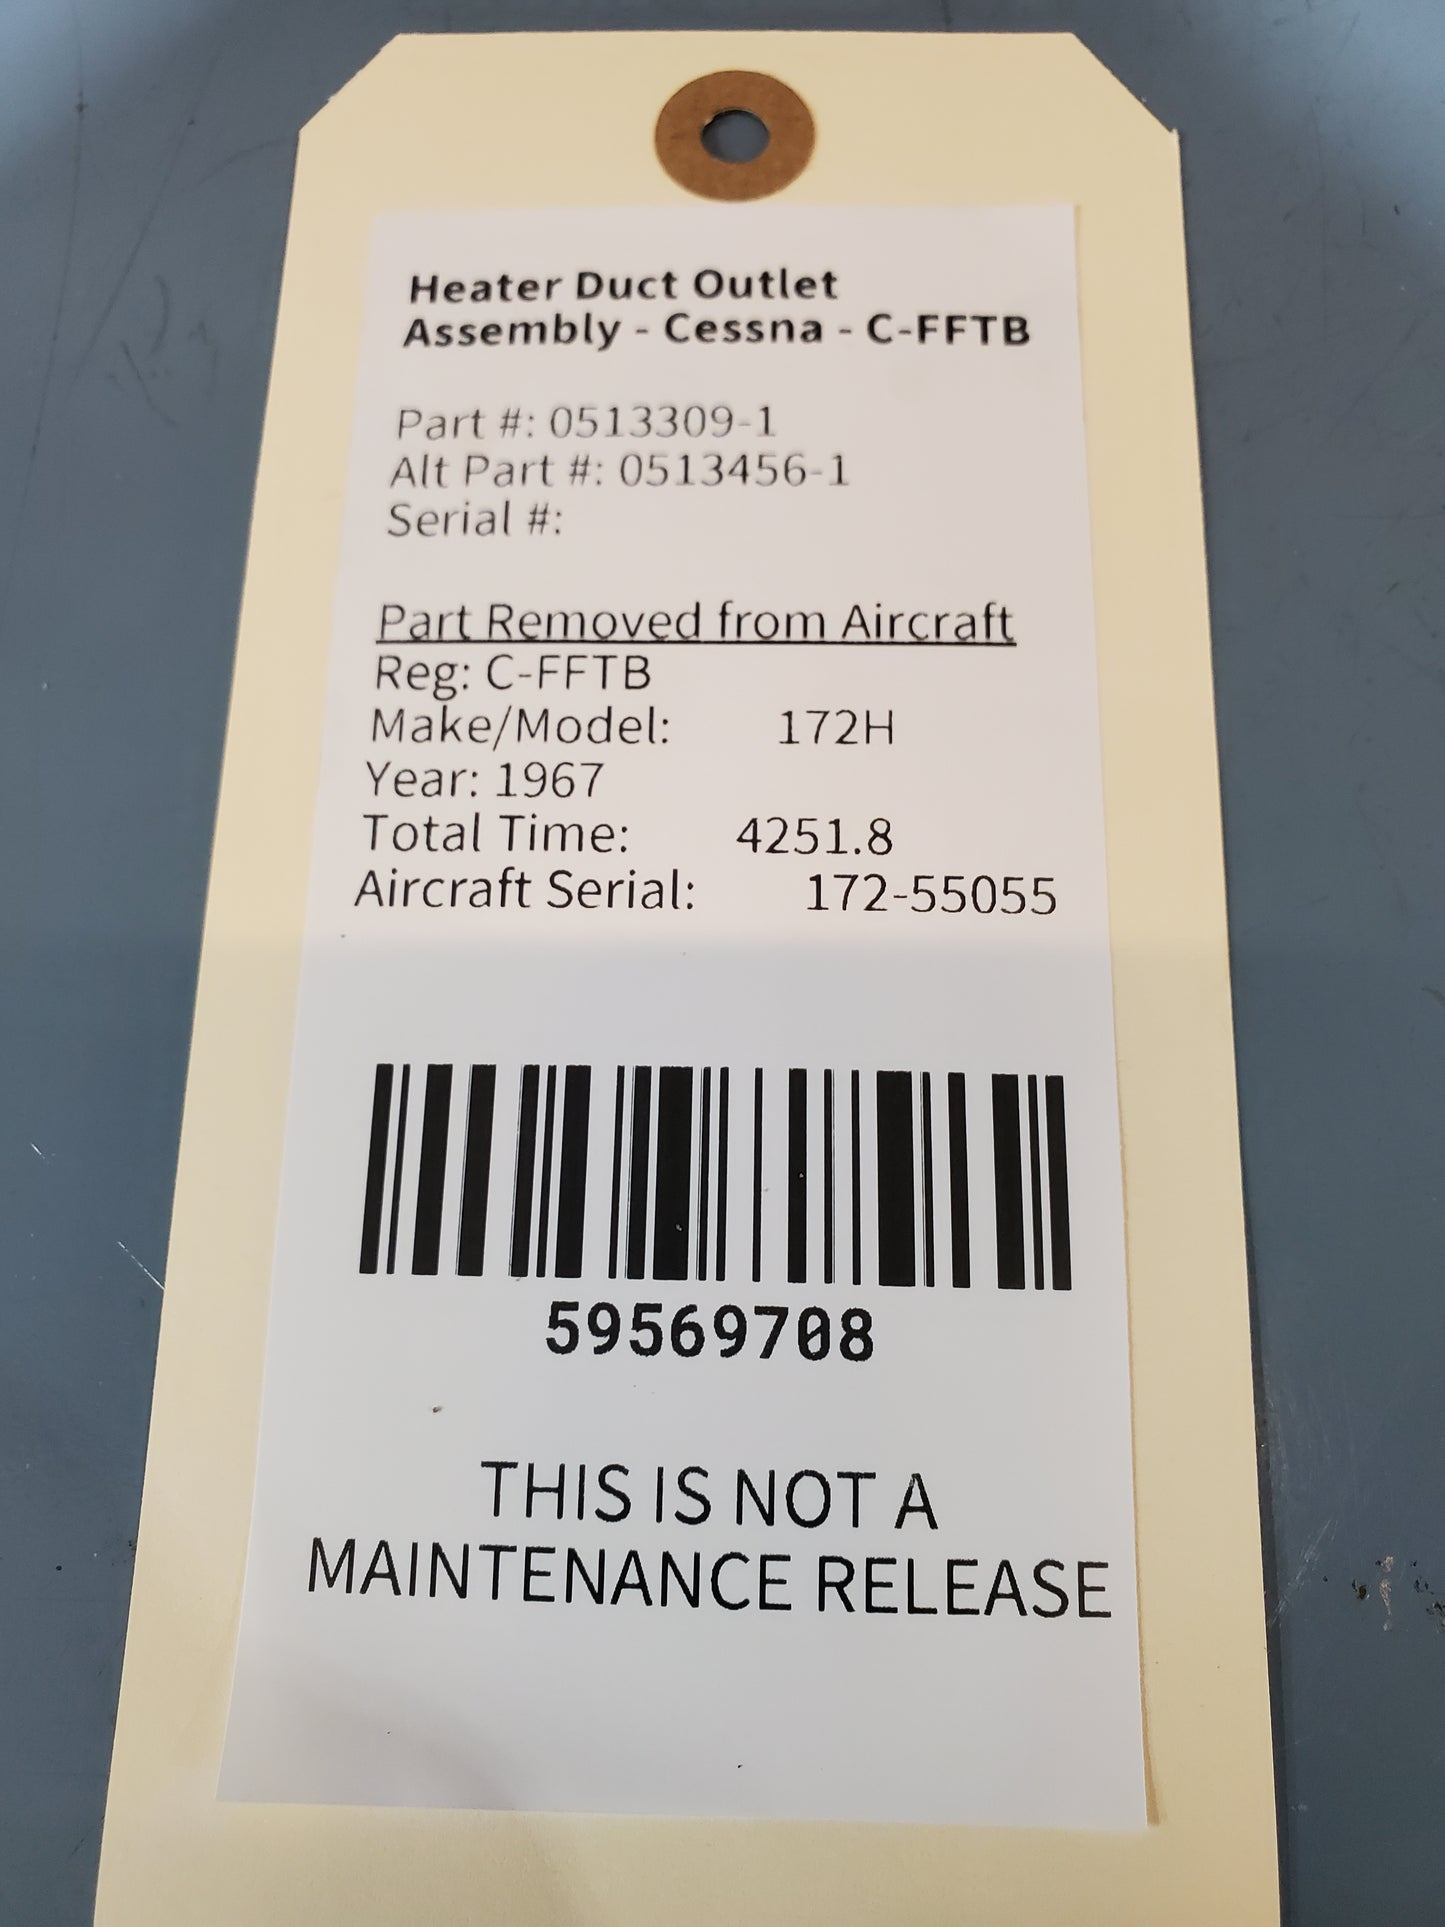 Heater Duct Outlet
Assembly - Cessna - C-FFTB
Part #: 0513309-1
Alt Part #: 0513456-1
Serial #:
Part Removed from Aircraft
Reg: C-FFTB
Make/Model: 172H
Year: 1967
Total Time: 4251.8
Aircraft Serial: 172-55055
59569708
THIS IS NOT A
MAINTENANCE RELEASE